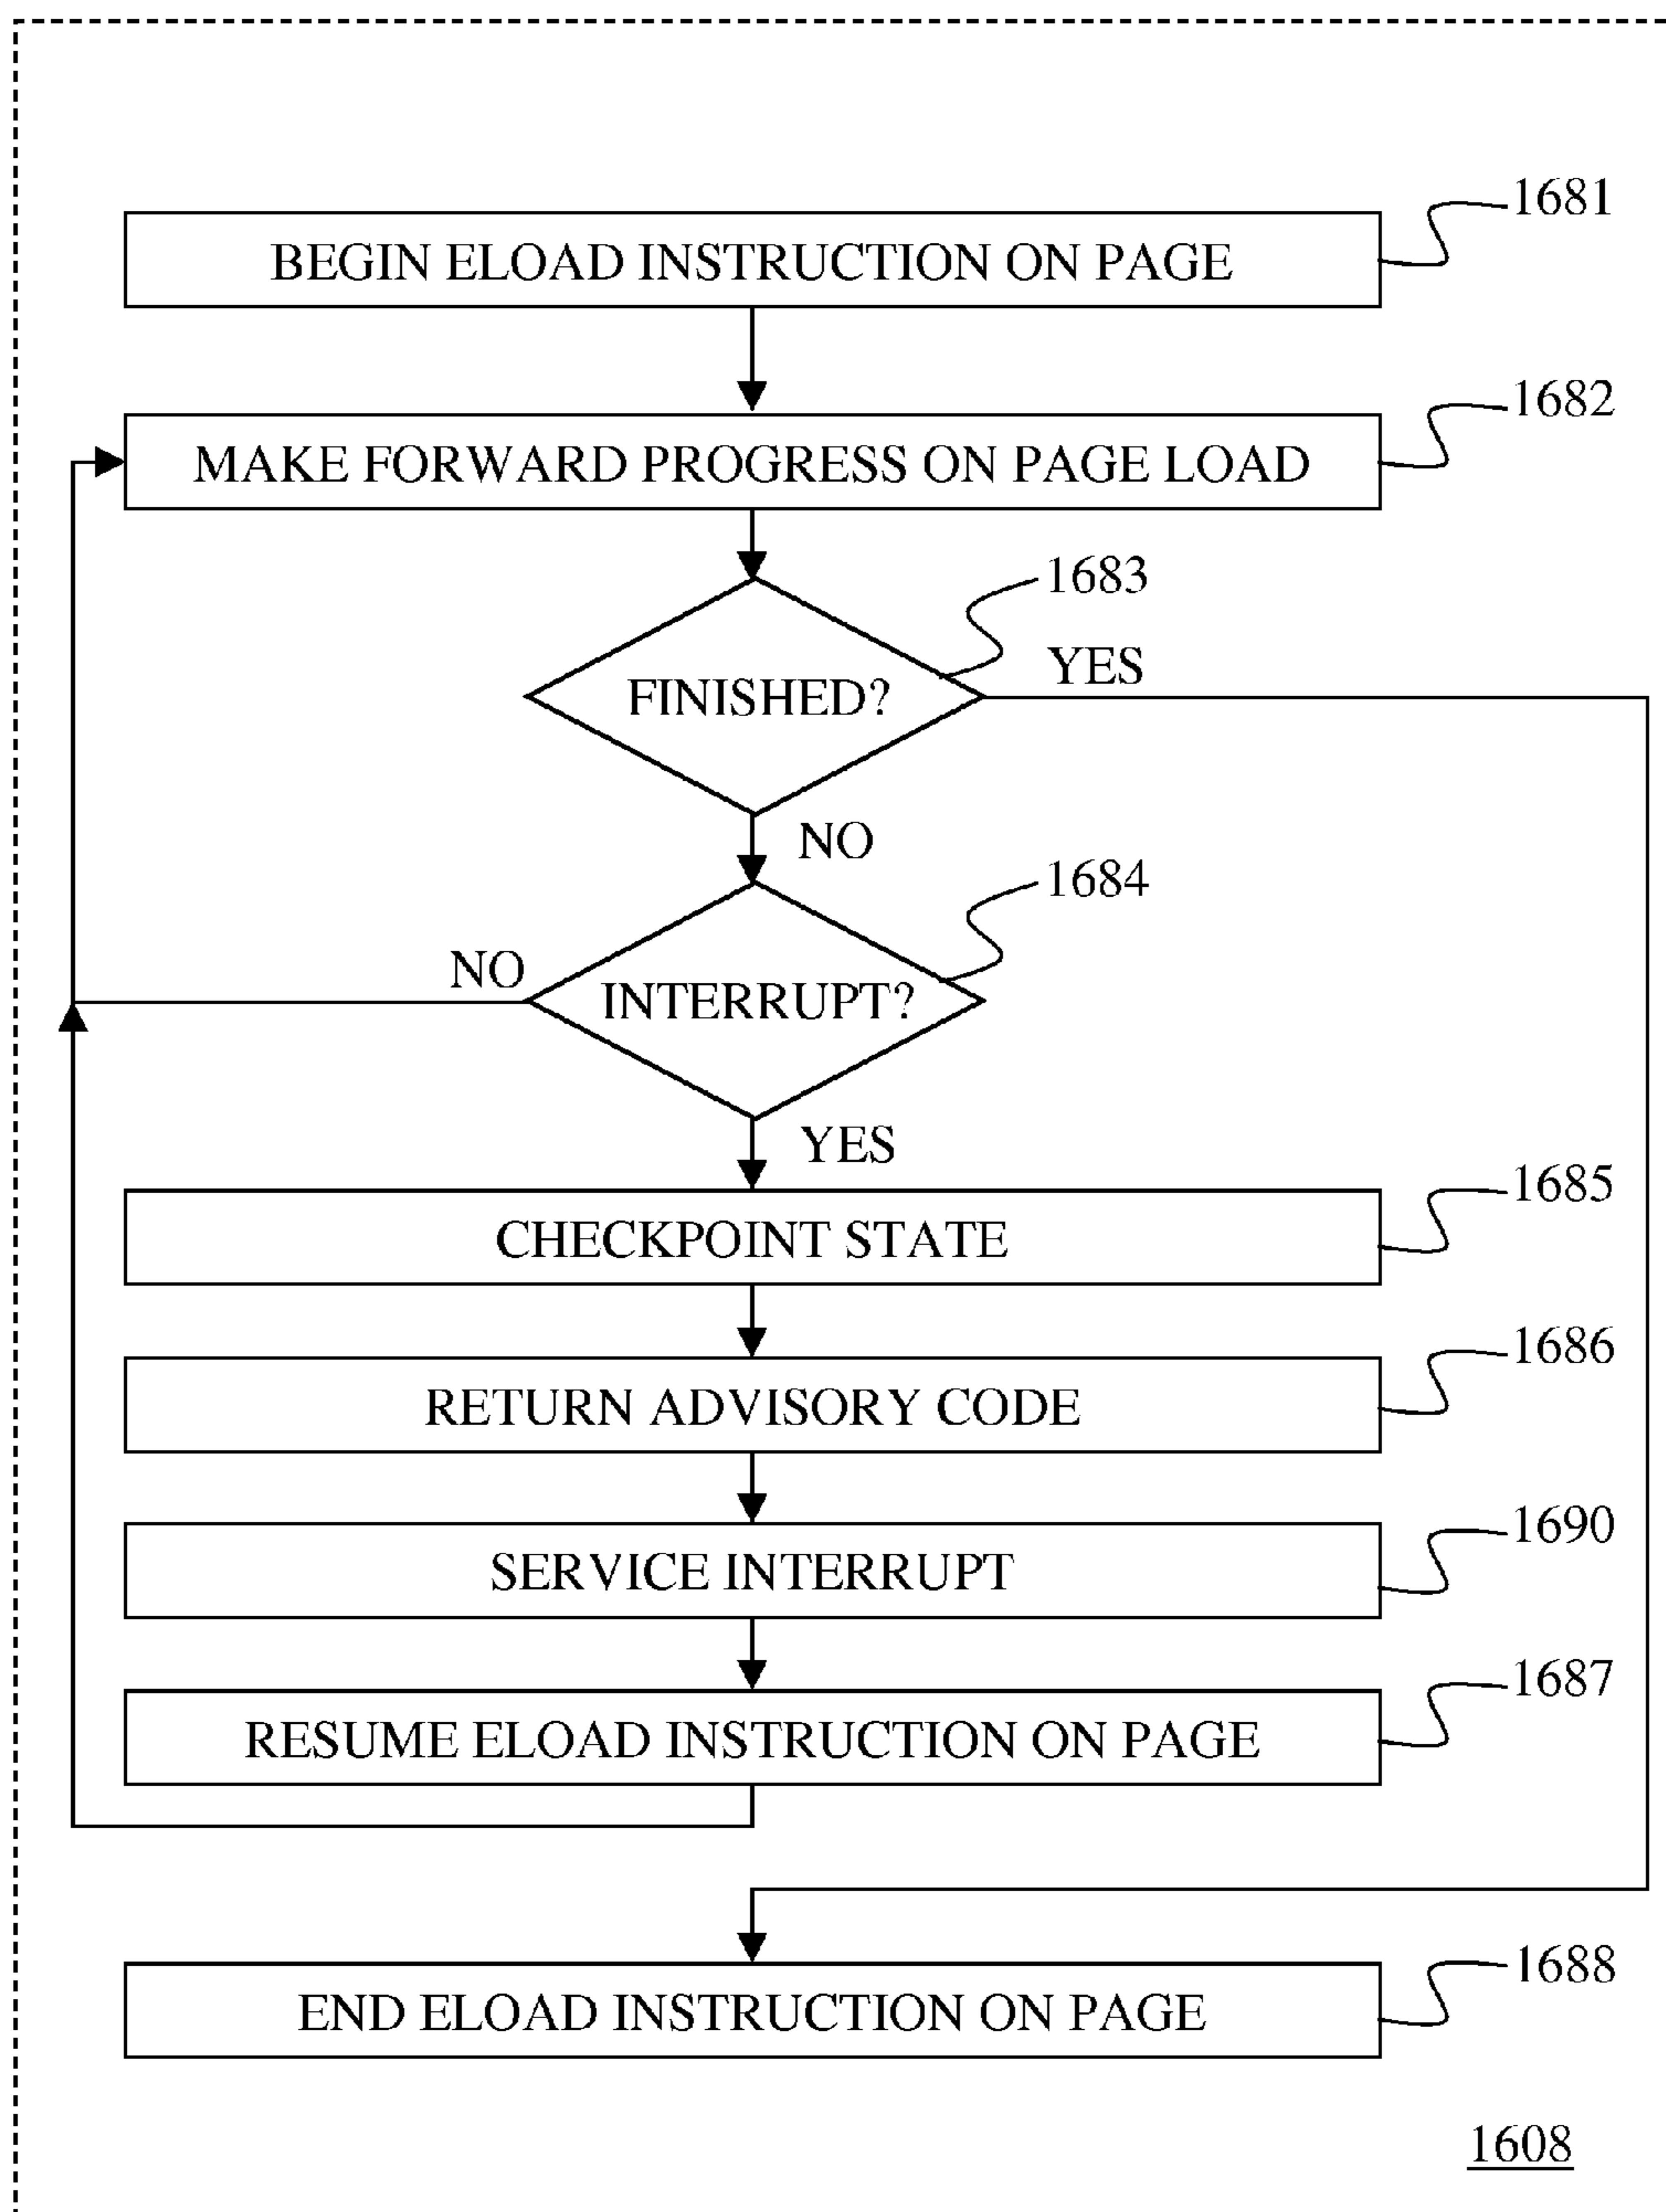 1681
BEGIN ELOAD INSTRUCTION ON PAGE
1682
MAKE FORWARD PROGRESS ON PAGE LOAD
1683
YES
FINISHED?
NO
1684
NO
INTERRUPT?
YES
1685
CHECKPOINT STATE
1686
RETURN ADVISORY CODE
1690
SERVICE INTERRUPT
1687
RESUME ELOAD INSTRUCTION ON PAGE
1688
END ELOAD INSTRUCTION ON PAGE
1608